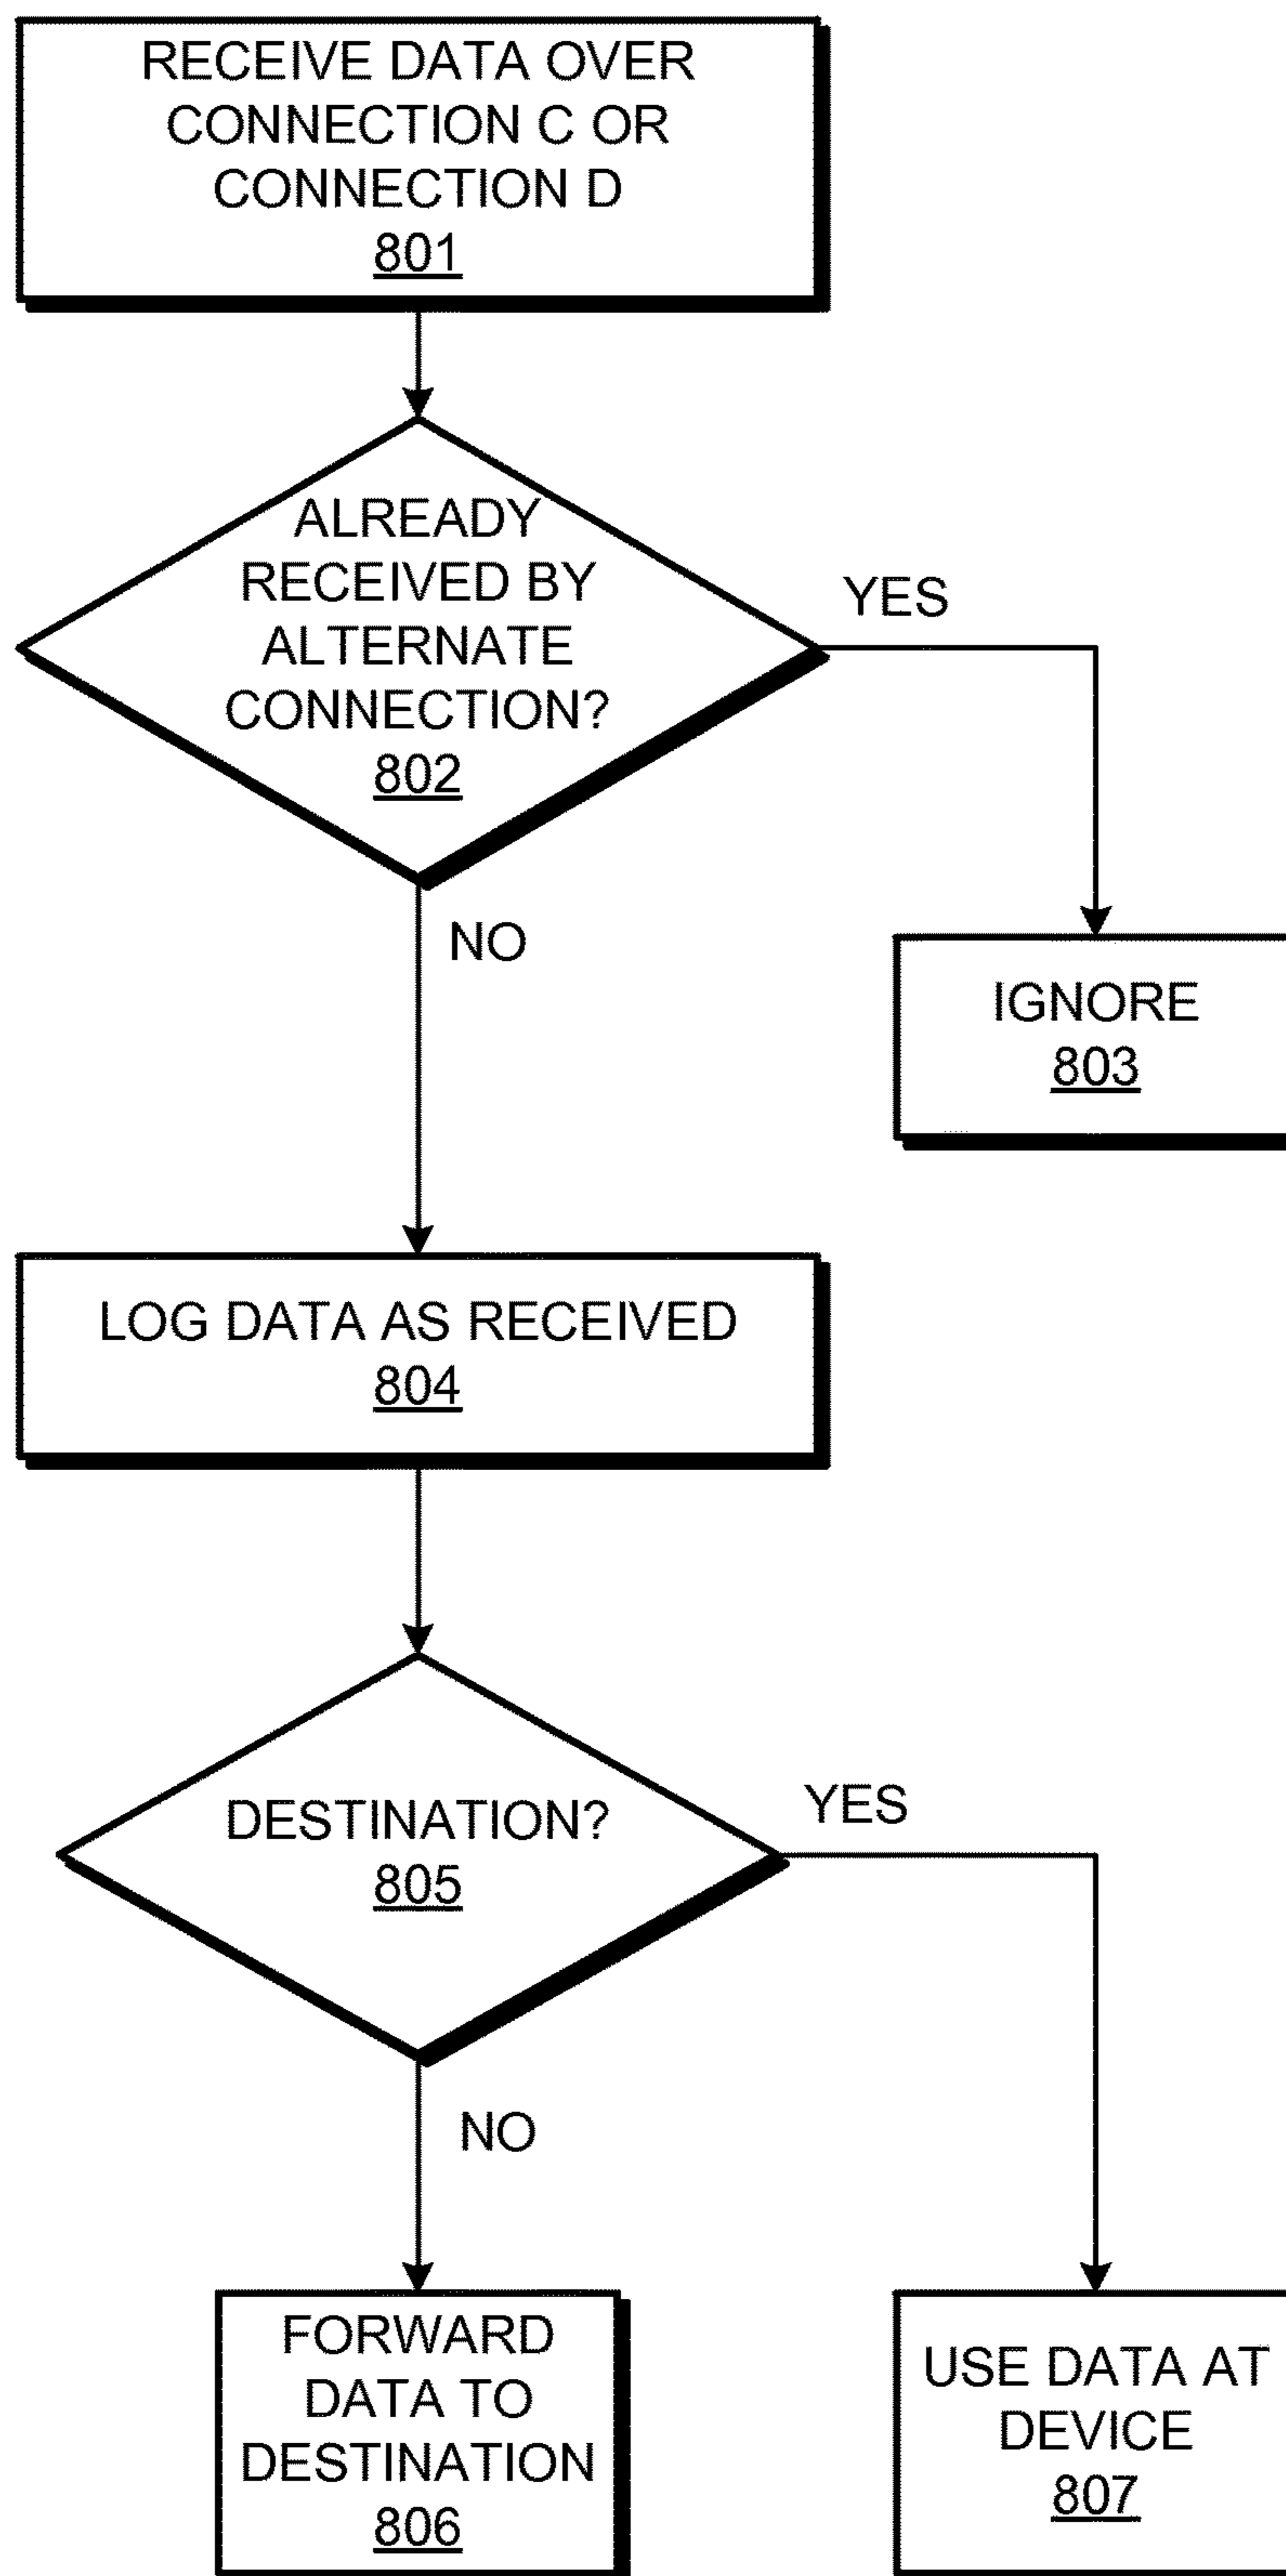 RECEIVE DATA OVER
CONNECTION C OR
CONNECTION D
801
ALREADY
RECEIVED BY
ALTERNATE
CONNECTION?
802
YES
NO
IGNORE
803
LOG DATA AS RECEIVED
804
DESTINATION?
805
YES
NO
FORWARD
DATA TO
DESTINATION
806
USE DATA AT
DEVICE
807